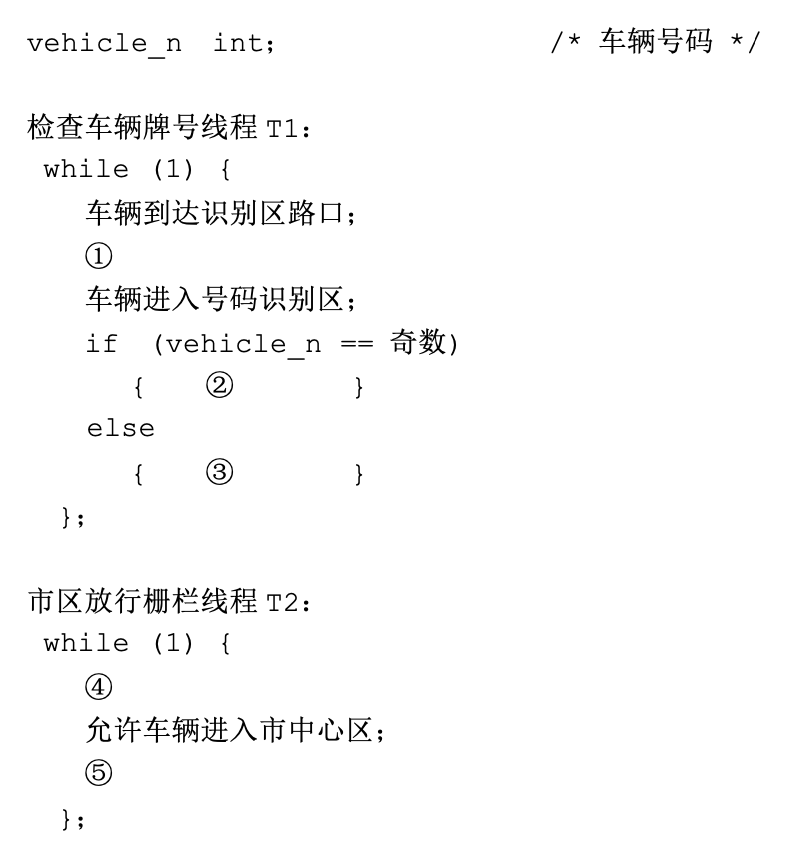 vehicle_n int; /* 车辆号码 */
检查车辆牌号线程 T1:
while (1) {
车辆到达识别区路口;
①
车辆进入号码识别区;
if (vehicle_n == 奇数)
{ ② }
else
{ ③ }
};
市区放行栅栏线程 T2:
while (1) {
④
允许车辆进入市中心区;
⑤
};